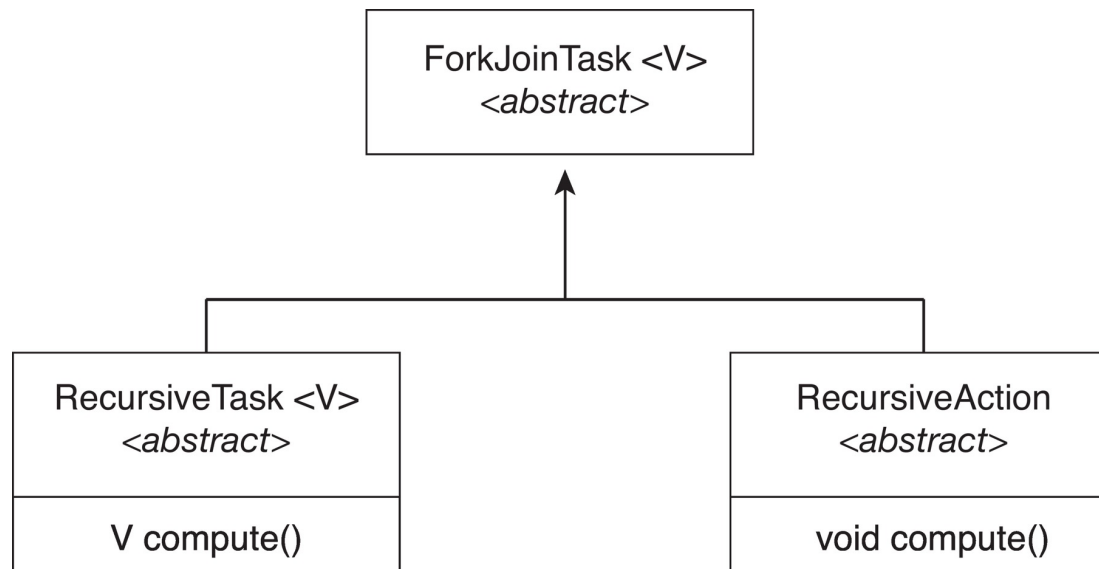 ForkJoinTask <V>
<abstract>
RecursiveTask <V>
<abstract>
V compute()
RecursiveAction
<abstract>
void compute()